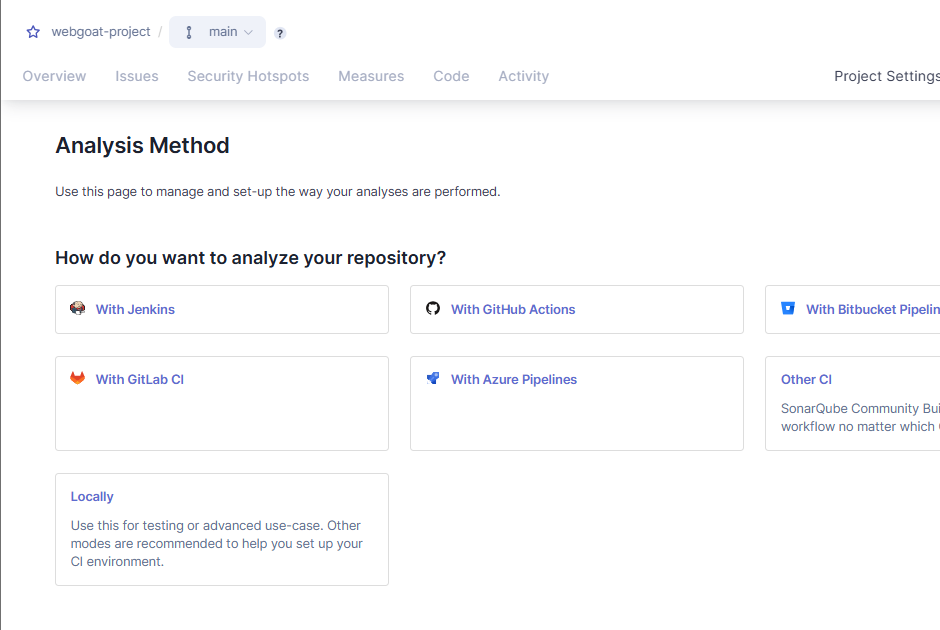 webgoat-project / main ?
Overview Issues Security Hotspots Measures Code Activity Project Settings
Analysis Method
Use this page to manage and set-up the way your analyses are performed.
How do you want to analyze your repository?
With Jenkins With GitHub Actions With Bitbucket Pipelin
With GitLab CI With Azure Pipelines Other CI
SonarQube Community Bui
workflow no matter which
Locally
Use this for testing or advanced use-case. Other
modes are recommended to help you set up your
CI environment.